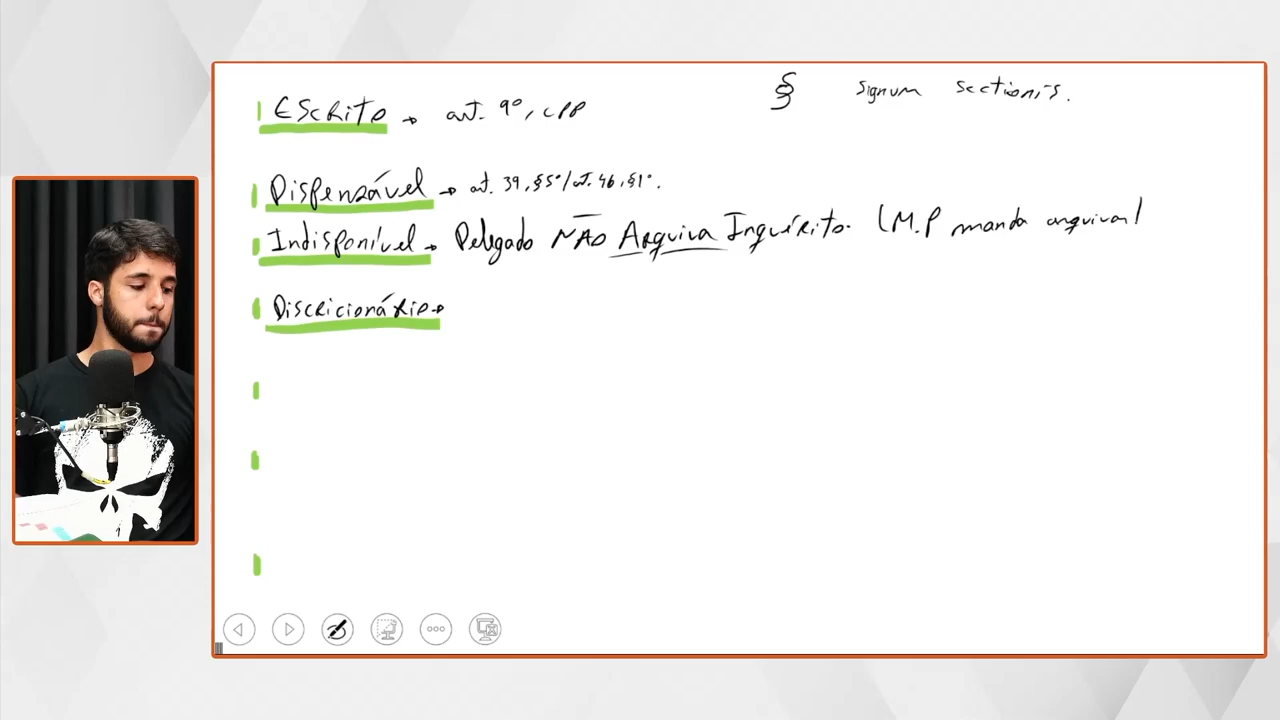 § signum sectionis.
Escrito → art. 9º, CPP
Dispensável → art. 39, §5º/art. 46, §1º.
Indisponível → Delegado NÃO Arquiva Inquérito. (M.P manda arquivar)
Discricionário →